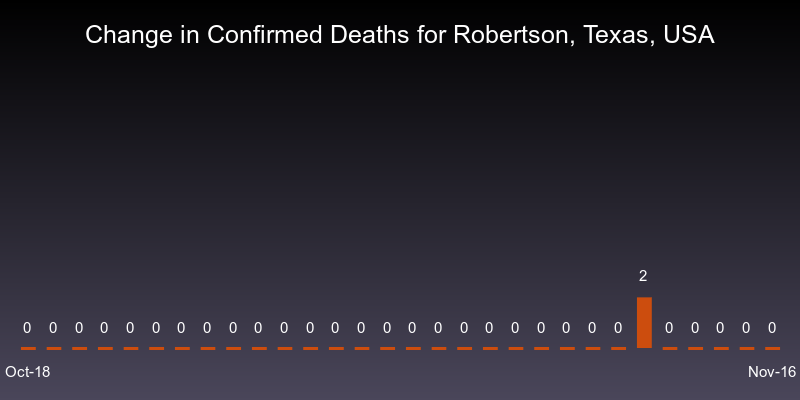 Change in Confirmed Deaths for Robertson, Texas, USA
2
0 0 0 0 0 0 0 0 0 0 0 0 0 0 0 0 0 0 0 0 0 0 0 0 0 0 0 0 0
Oct-18 Nov-16